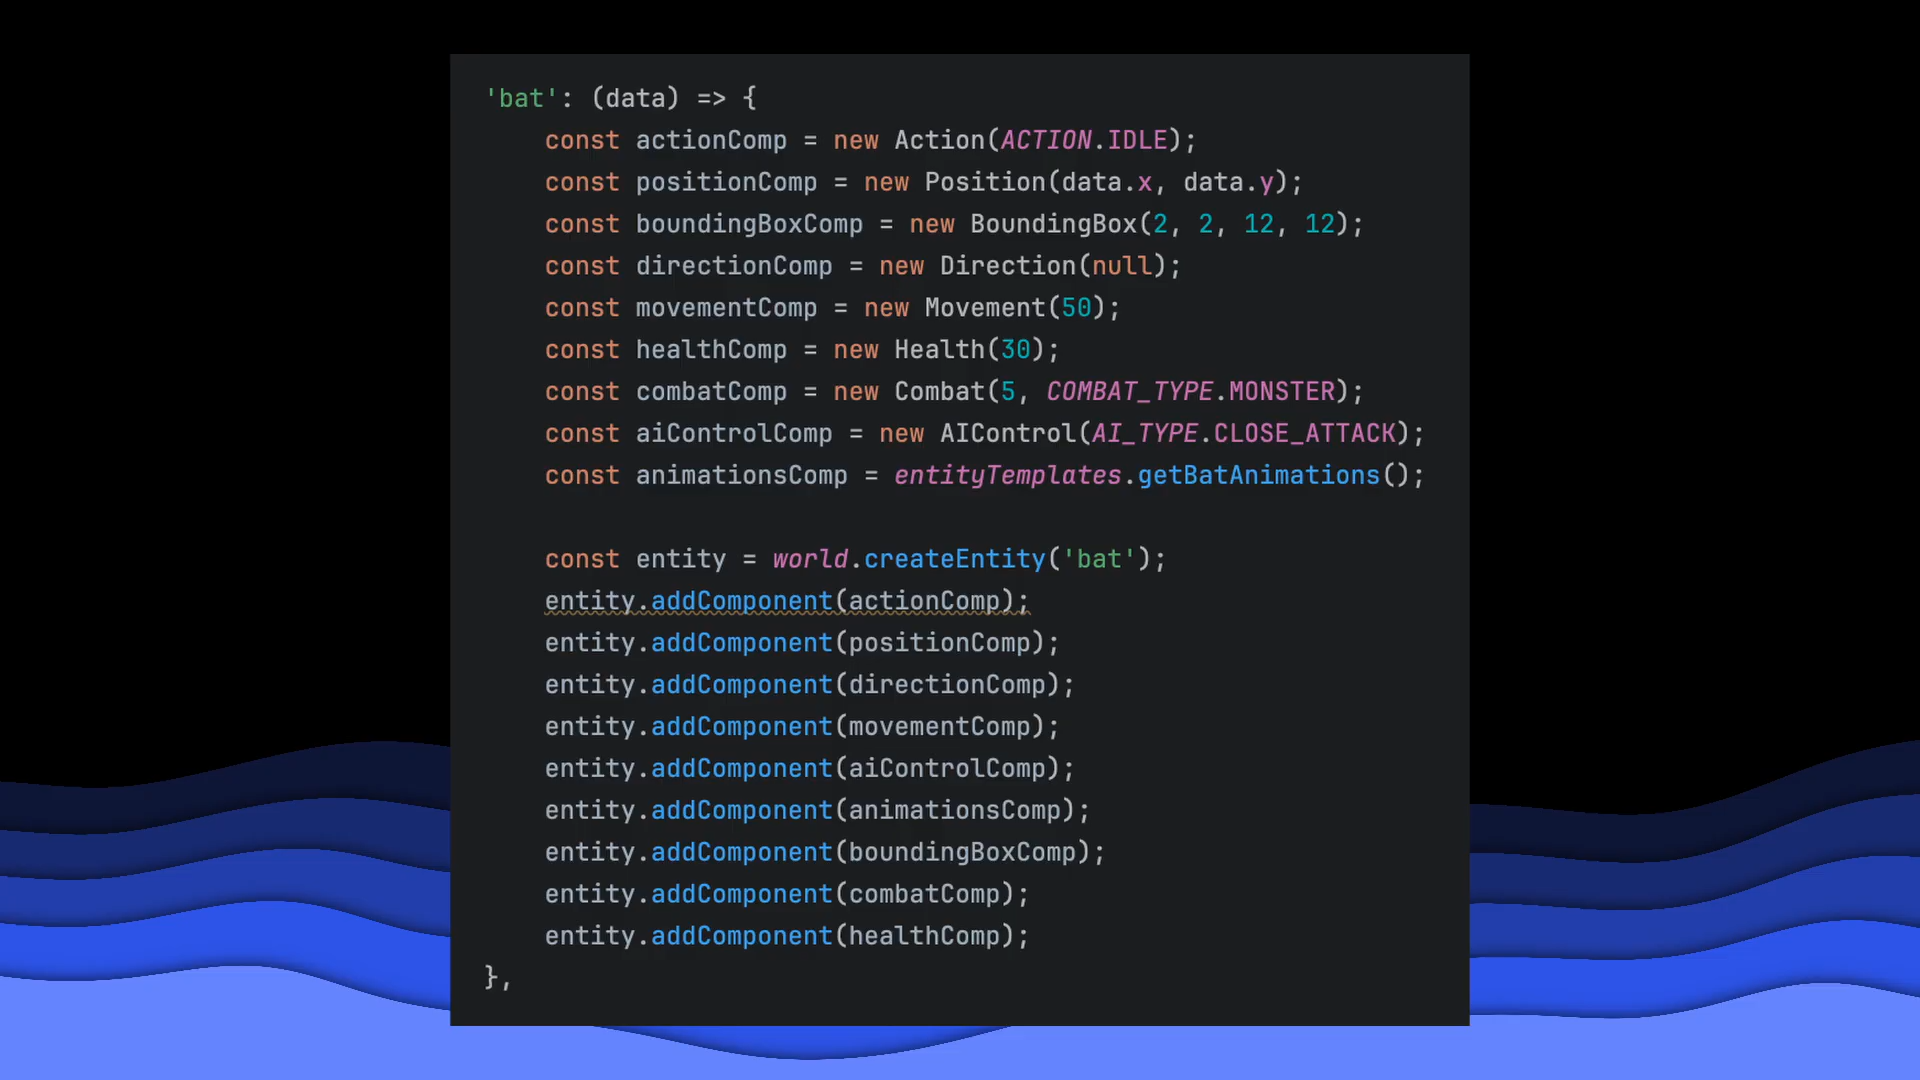 'bat': (data) => {
    const actionComp = new Action(ACTION.IDLE);
    const positionComp = new Position(data.x, data.y);
    const boundingBoxComp = new BoundingBox(2, 2, 12, 12);
    const directionComp = new Direction(null);
    const movementComp = new Movement(50);
    const healthComp = new Health(30);
    const combatComp = new Combat(5, COMBAT_TYPE.MONSTER);
    const aiControlComp = new AIControl(AI_TYPE.CLOSE_ATTACK);
    const animationsComp = entityTemplates.getBatAnimations();

    const entity = world.createEntity('bat');
    entity.addComponent(actionComp);
    entity.addComponent(positionComp);
    entity.addComponent(directionComp);
    entity.addComponent(movementComp);
    entity.addComponent(aiControlComp);
    entity.addComponent(animationsComp);
    entity.addComponent(boundingBoxComp);
    entity.addComponent(combatComp);
    entity.addComponent(healthComp);
},